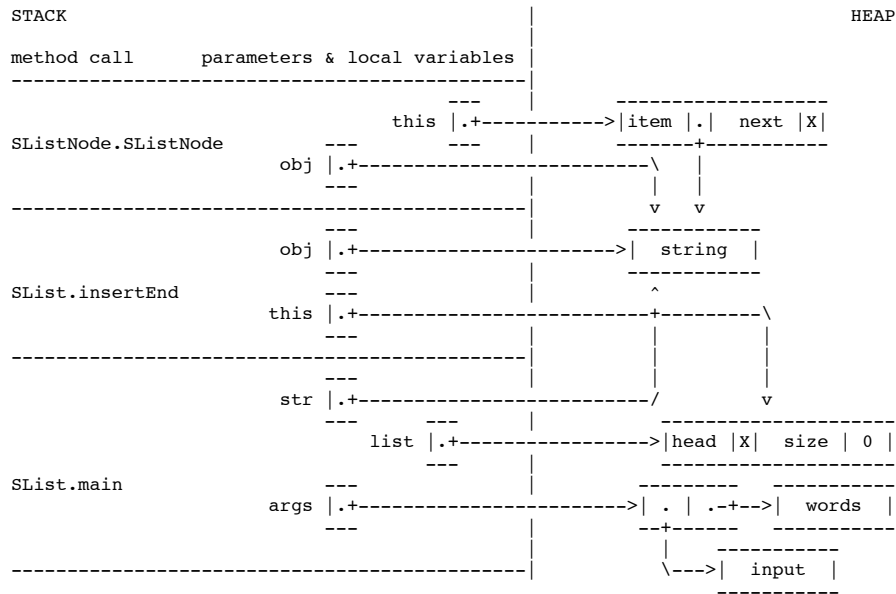 STACK                                         |                           HEAP
                                              |
method call      parameters & local variables |
----------------------------------------------|
                                       ---    |       -------------------
                                  this |.+----------->|item |.|  next |X|
SListNode.SListNode         ---        ---    |       -------+-----------
                        obj |.+--------------------------\   |
                            ---               |          |   |
----------------------------------------------|          v   v
                            ---               |        ------------
                        obj |.+----------------------->|  string  |
                            ---               |        ------------
SList.insertEnd             ---               |          ^
                       this |.+--------------------------+---------\
                            ---               |          |         |
----------------------------------------------|          |         |
                            ---               |          |         |
                        str |.+--------------------------/         v
                            ---      ---      |           ---------------------
                                list |.+----------------->|head |X|  size | 0 |
                                     ---      |           ---------------------
SList.main                  ---               |         ---------   -----------
                       args |.+------------------------>| . | .-+-->|  words  |
                            ---               |         --+------   -----------
                                              |           |    -----------
----------------------------------------------|           \--->|  input  |
                                                               -----------